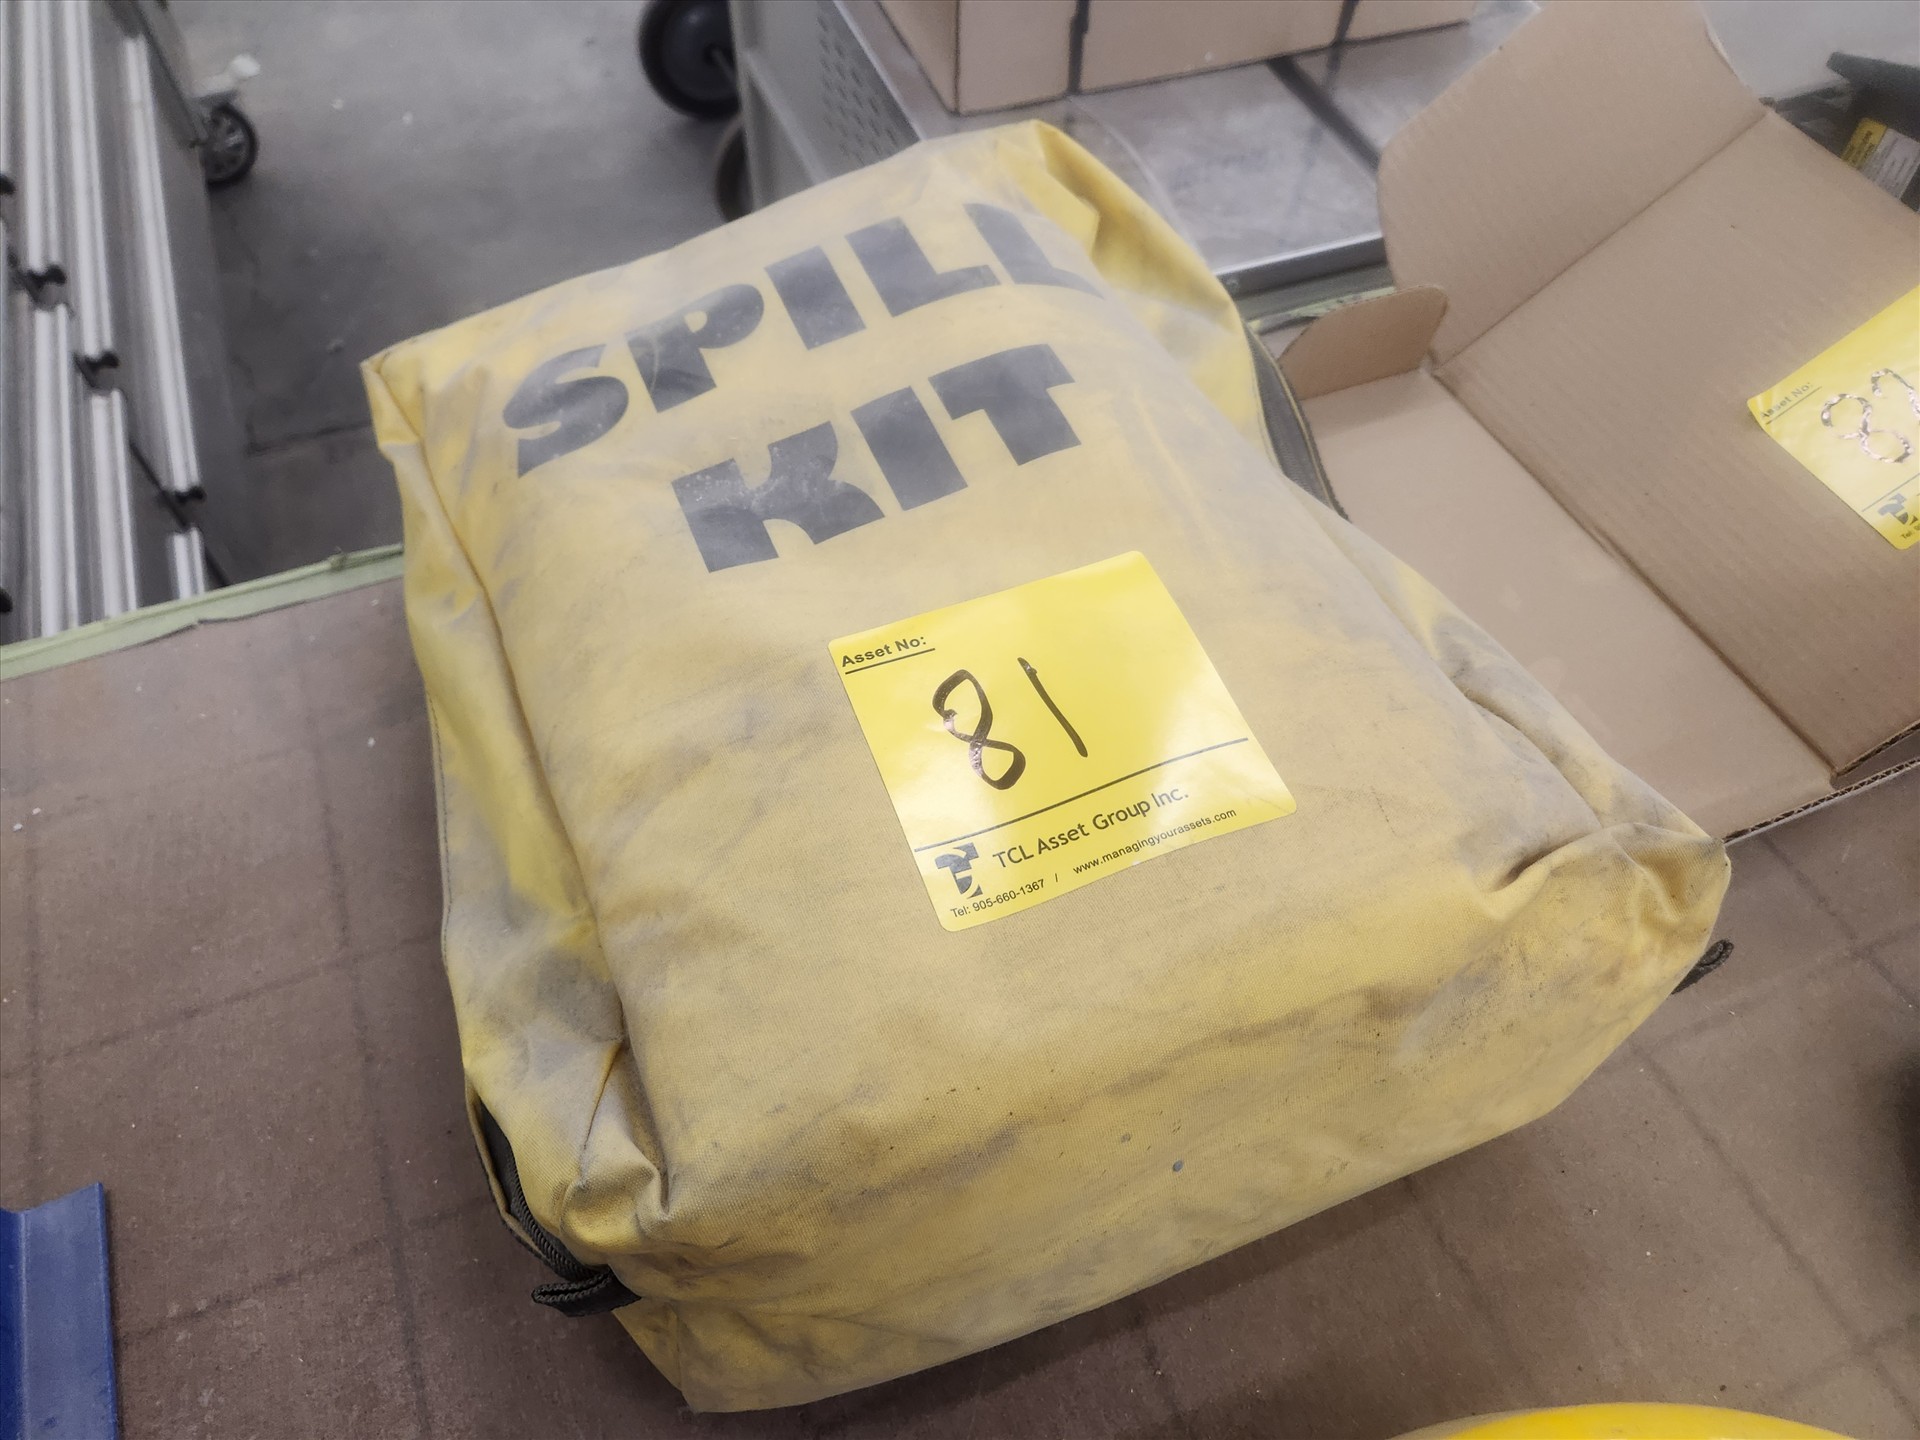 SPILL
KIT
Asset No:
81
TCL Asset Group Inc.
Tel: 905-660-1367 / www.managingyourassets.com
Asset No: